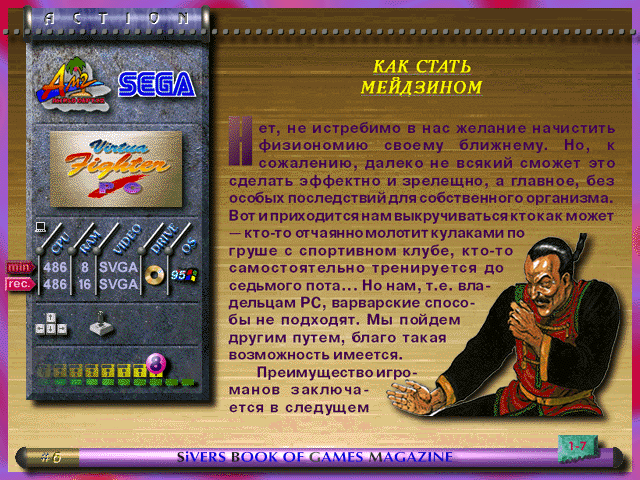 ACTION
AM2
SEGA
Virtua
Fighter
PC
CPU RAM VIDEO DRIVE OS
min 486 8 SVGA 95
rec. 486 16 SVGA
8
#6
КАК СТАТЬ
МЕЙДЗИНОМ
Нет, не истребимо в нас желание начистить
физиономию своему ближнему. Но, к
сожалению, далеко не всякий сможет это
сделать эффектно и зрелищно, а главное, без
особых последствий для собственного организма.
Вот и приходится нам выкручиваться кто как может
— кто-то отчаянно молотит кулаками по
груше с спортивном клубе, кто-то
самостоятельно тренируется до
седьмого пота... Но нам, т.е. вла-
дельцам PC, варварские спосо-
бы не подходят. Мы пойдем
другим путем, благо такая
возможность имеется.
Преимущество игро-
манов заключа-
ется в следущем
SiVERS BOOK OF GAMES MAGAZINE
1-7